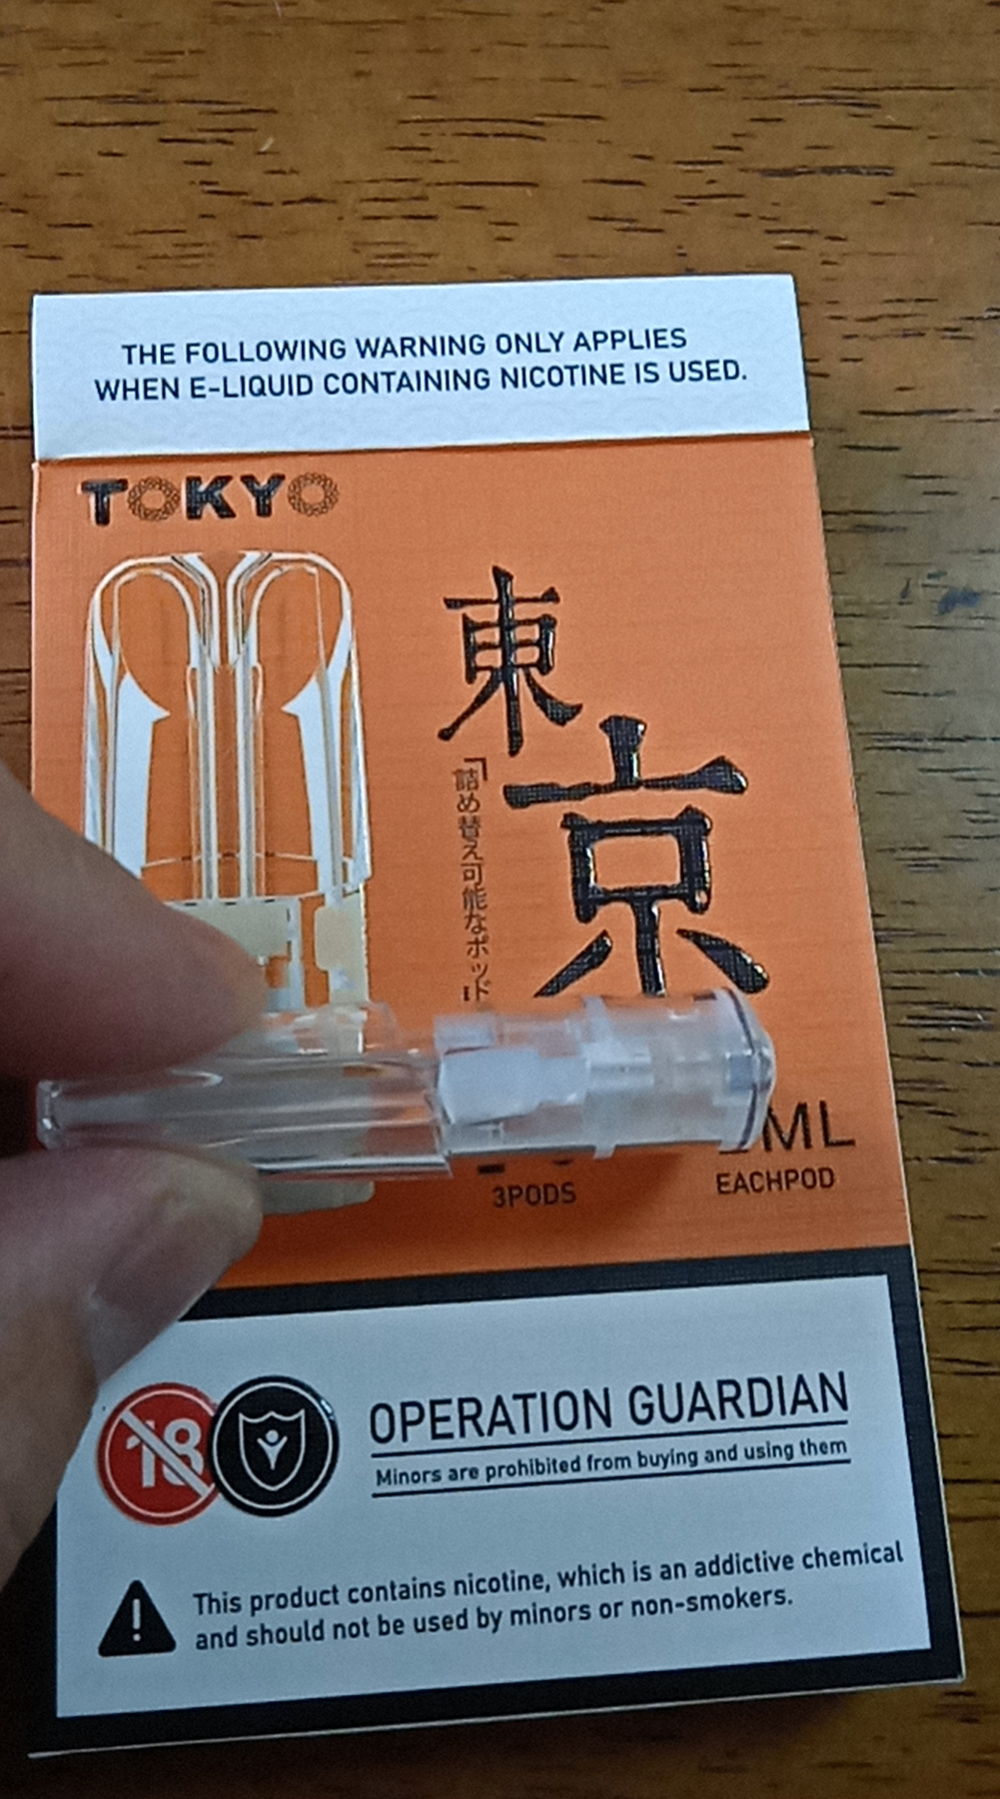 THE FOLLOWING WARNING ONLY APPLIES
WHEN E-LIQUID CONTAINING NICOTINE IS USED.
TOKYO
東京
「詰め替え可能なポッド
ML
3PODS
EACHPOD
18
OPERATION GUARDIAN
Minors are prohibited from buying and using them
This product contains nicotine, which is an addictive chemical
and should not be used by minors or non-smokers.